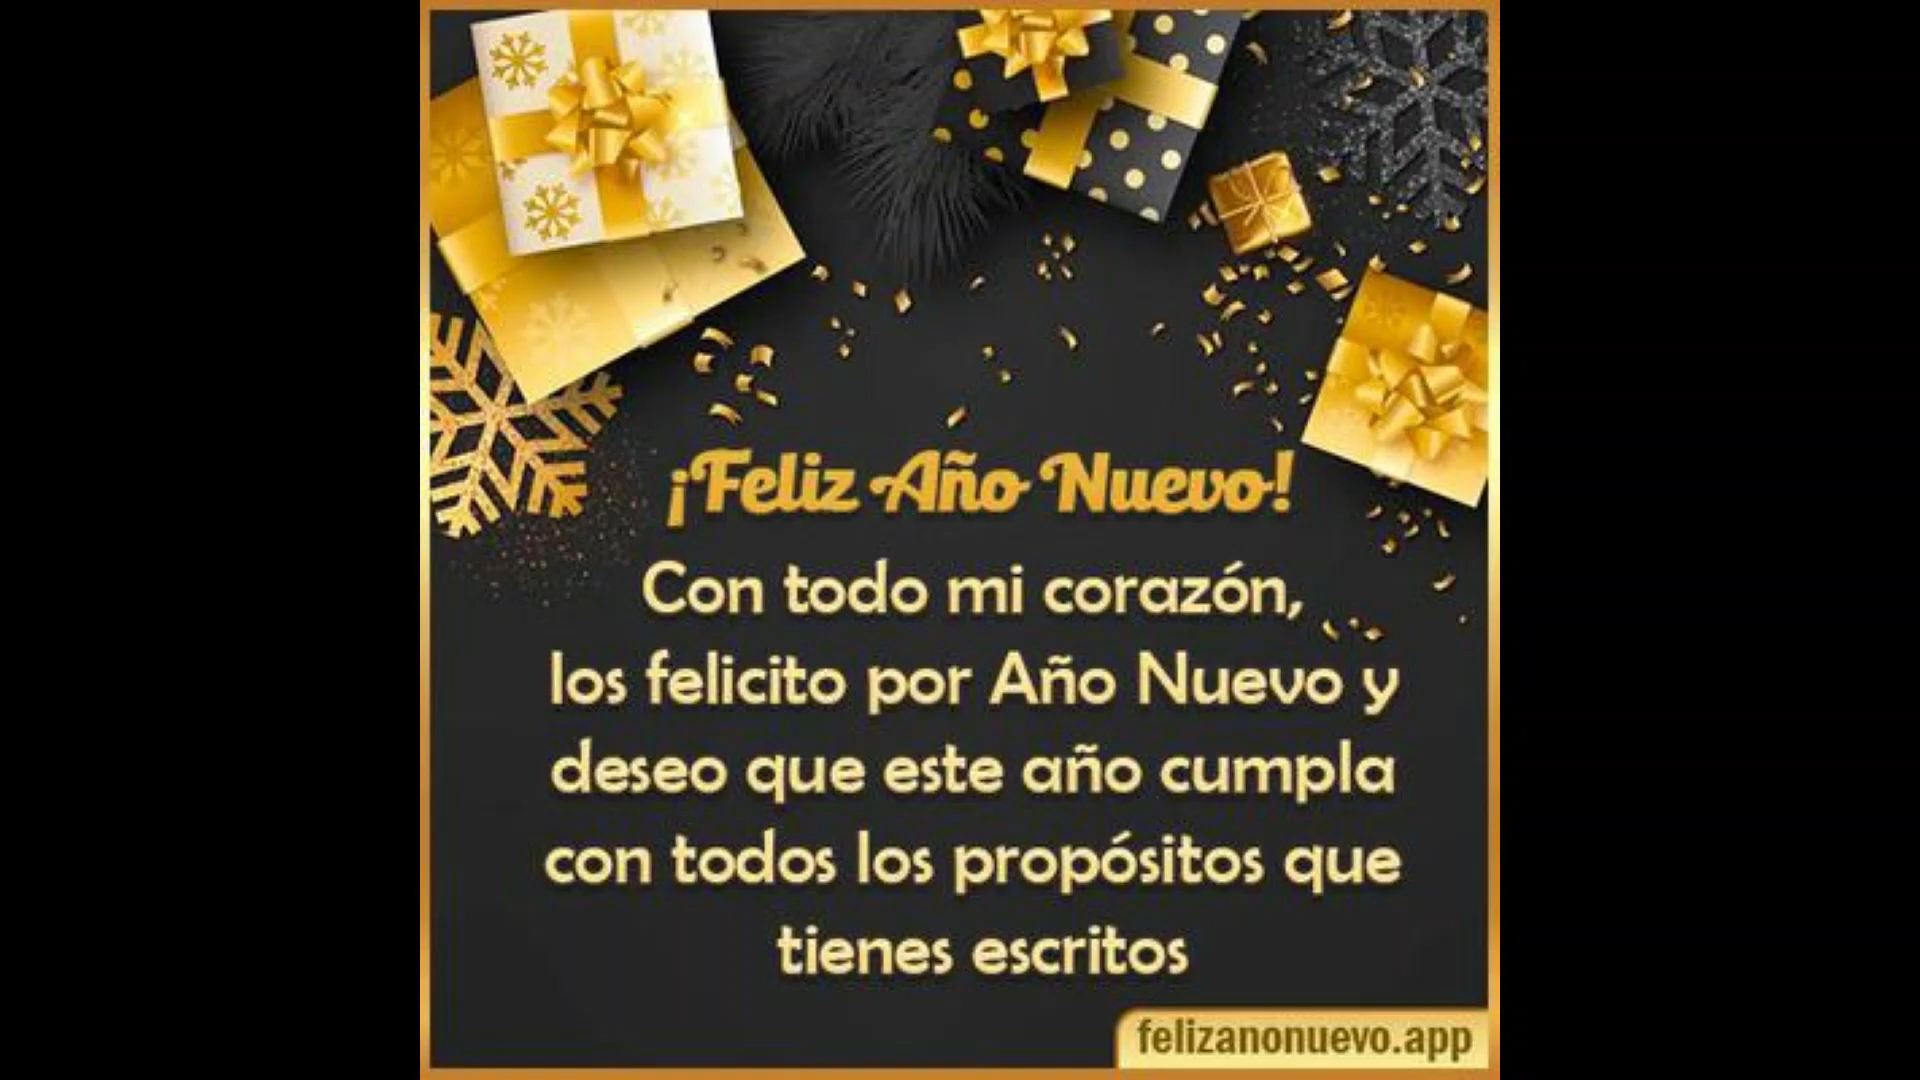 ¡Feliz Año Nuevo!
Con todo mi corazón,
los felicito por Año Nuevo y
deseo que este año cumpla
con todos los propósitos que
tienes escritos
felizanonuevo.app